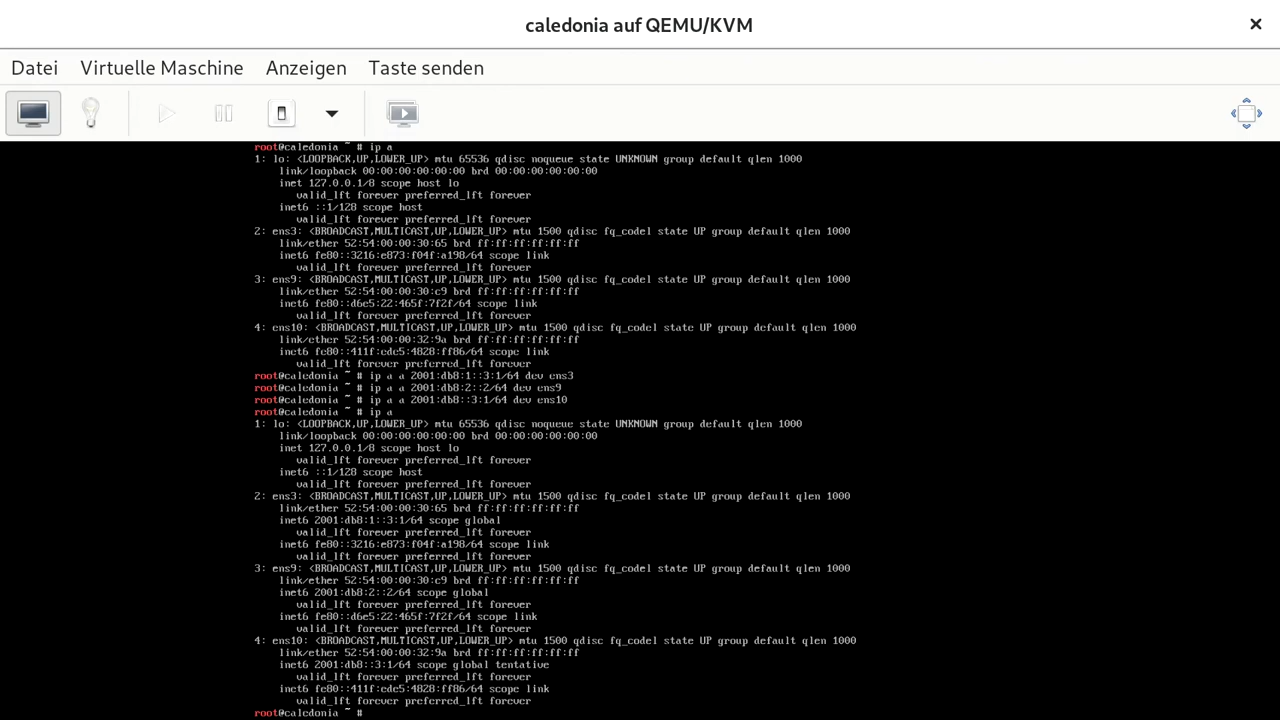 caledonia auf QEMU/KVM
Datei Virtuelle Maschine Anzeigen Taste senden
root@caledonia ~ # ip a
1: lo: <LOOPBACK,UP,LOWER_UP> mtu 65536 qdisc noqueue state UNKNOWN group default qlen 1000
link/loopback 00:00:00:00:00:00 brd 00:00:00:00:00:00
inet 127.0.0.1/8 scope host lo
valid_lft forever preferred_lft forever
inet6 ::1/128 scope host
valid_lft forever preferred_lft forever
2: ens3: <BROADCAST,MULTICAST,UP,LOWER_UP> mtu 1500 qdisc fq_codel state UP group default qlen 1000
link/ether 52:54:00:00:30:65 brd ff:ff:ff:ff:ff:ff
inet6 fe80::3216:e873:f04f:a198/64 scope link
valid_lft forever preferred_lft forever
3: ens9: <BROADCAST,MULTICAST,UP,LOWER_UP> mtu 1500 qdisc fq_codel state UP group default qlen 1000
link/ether 52:54:00:00:30:c9 brd ff:ff:ff:ff:ff:ff
inet6 fe80::d6e5:22:465f:7f2f/64 scope link
valid_lft forever preferred_lft forever
4: ens10: <BROADCAST,MULTICAST,UP,LOWER_UP> mtu 1500 qdisc fq_codel state UP group default qlen 1000
link/ether 52:54:00:00:32:9a brd ff:ff:ff:ff:ff:ff
inet6 fe80::411f:edc5:4828:ff86/64 scope link
valid_lft forever preferred_lft forever
root@caledonia ~ # ip a a 2001:db8:1::3:1/64 dev ens3
root@caledonia ~ # ip a a 2001:db8:2::2/64 dev ens9
root@caledonia ~ # ip a a 2001:db8::3:1/64 dev ens10
root@caledonia ~ # ip a
1: lo: <LOOPBACK,UP,LOWER_UP> mtu 65536 qdisc noqueue state UNKNOWN group default qlen 1000
link/loopback 00:00:00:00:00:00 brd 00:00:00:00:00:00
inet 127.0.0.1/8 scope host lo
valid_lft forever preferred_lft forever
inet6 ::1/128 scope host
valid_lft forever preferred_lft forever
2: ens3: <BROADCAST,MULTICAST,UP,LOWER_UP> mtu 1500 qdisc fq_codel state UP group default qlen 1000
link/ether 52:54:00:00:30:65 brd ff:ff:ff:ff:ff:ff
inet6 2001:db8:1::3:1/64 scope global
valid_lft forever preferred_lft forever
inet6 fe80::3216:e873:f04f:a198/64 scope link
valid_lft forever preferred_lft forever
3: ens9: <BROADCAST,MULTICAST,UP,LOWER_UP> mtu 1500 qdisc fq_codel state UP group default qlen 1000
link/ether 52:54:00:00:30:c9 brd ff:ff:ff:ff:ff:ff
inet6 2001:db8:2::2/64 scope global
valid_lft forever preferred_lft forever
inet6 fe80::d6e5:22:465f:7f2f/64 scope link
valid_lft forever preferred_lft forever
4: ens10: <BROADCAST,MULTICAST,UP,LOWER_UP> mtu 1500 qdisc fq_codel state UP group default qlen 1000
link/ether 52:54:00:00:32:9a brd ff:ff:ff:ff:ff:ff
inet6 2001:db8::3:1/64 scope global tentative
valid_lft forever preferred_lft forever
inet6 fe80::411f:edc5:4828:ff86/64 scope link
valid_lft forever preferred_lft forever
root@caledonia ~ #